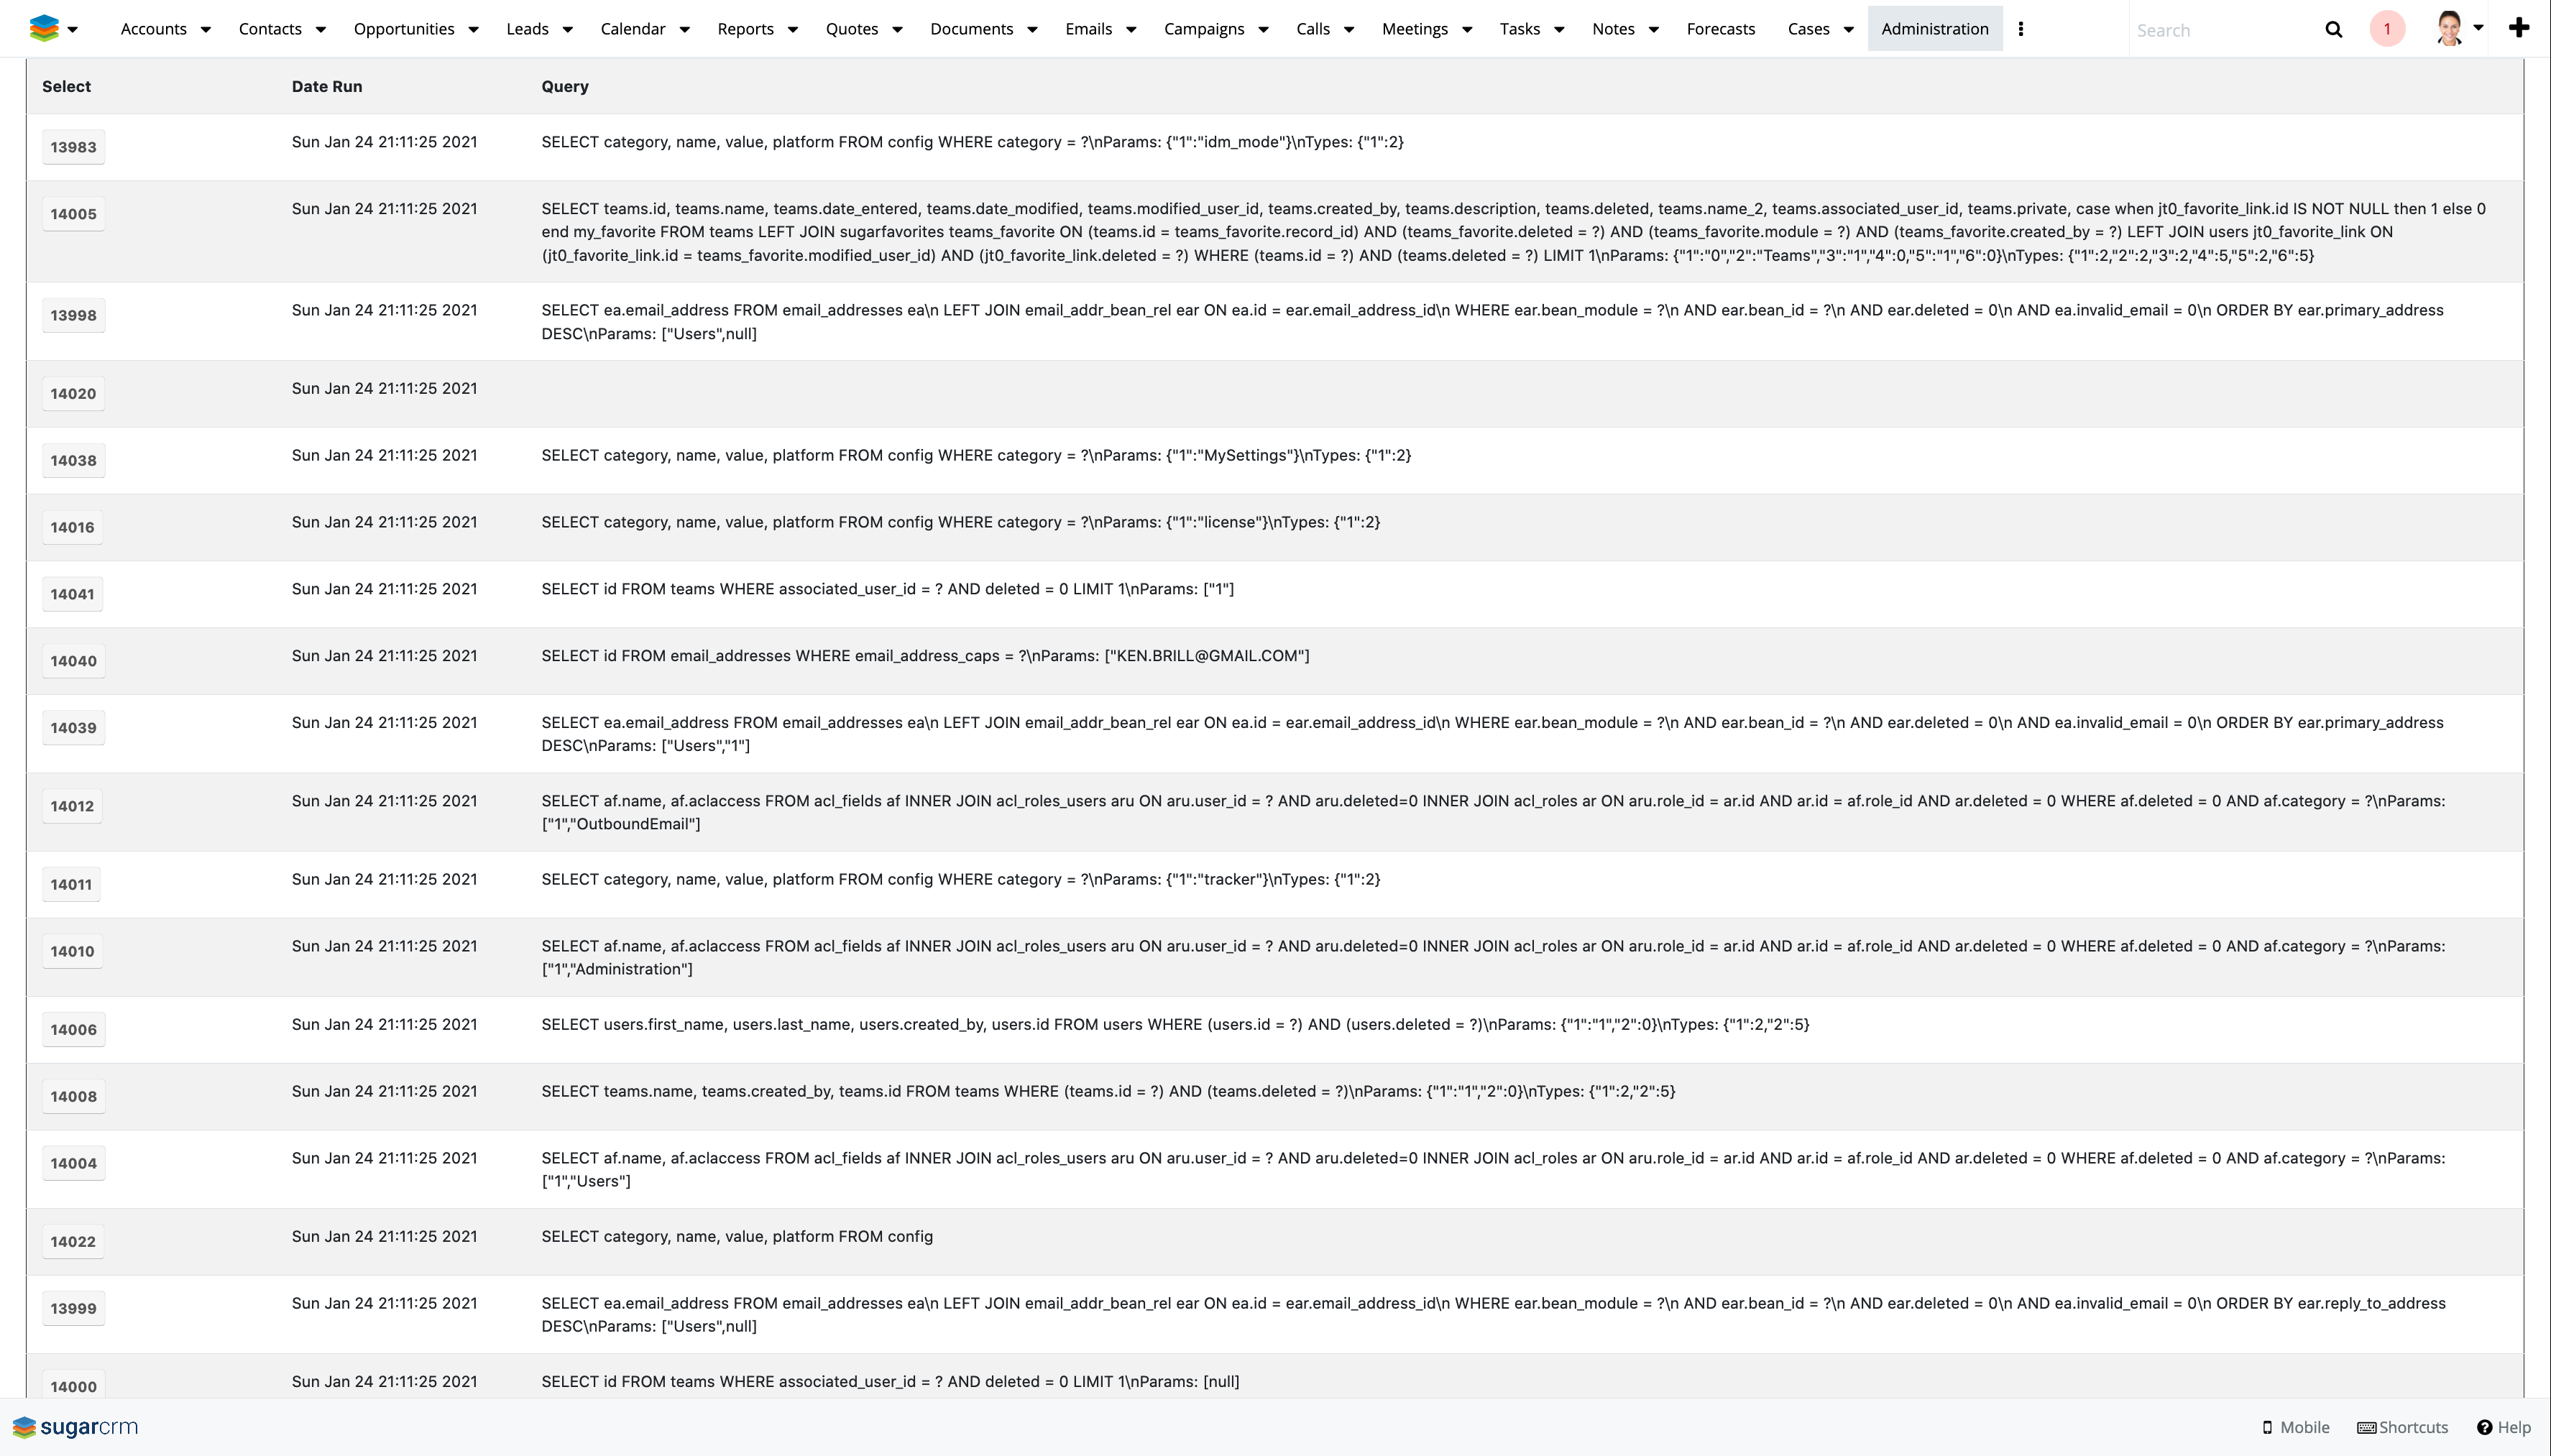 Accounts Contacts Opportunities Leads Calendar Reports Quotes Documents Emails Campaigns Calls Meetings Tasks Notes Forecasts Cases Administration Search 1
Select Date Run Query
13983 Sun Jan 24 21:11:25 2021 SELECT category, name, value, platform FROM config WHERE category = ?\nParams: {"1":"idm_mode"}\nTypes: {"1":2}
14005 Sun Jan 24 21:11:25 2021 SELECT teams.id, teams.name, teams.date_entered, teams.date_modified, teams.modified_user_id, teams.created_by, teams.description, teams.deleted, teams.name_2, teams.associated_user_id, teams.private, case when jt0_favorite_link.id IS NOT NULL then 1 else 0
end my_favorite FROM teams LEFT JOIN sugarfavorites teams_favorite ON (teams.id = teams_favorite.record_id) AND (teams_favorite.deleted = ?) AND (teams_favorite.module = ?) AND (teams_favorite.created_by = ?) LEFT JOIN users jt0_favorite_link ON
(jt0_favorite_link.id = teams_favorite.modified_user_id) AND (jt0_favorite_link.deleted = ?) WHERE (teams.id = ?) AND (teams.deleted = ?) LIMIT 1\nParams: {"1":"0","2":"Teams","3":"1","4":0,"5":"1","6":0}\nTypes: {"1":2,"2":2,"3":2,"4":5,"5":2,"6":5}
13998 Sun Jan 24 21:11:25 2021 SELECT ea.email_address FROM email_addresses ea\n LEFT JOIN email_addr_bean_rel ear ON ea.id = ear.email_address_id\n WHERE ear.bean_module = ?\n AND ear.bean_id = ?\n AND ear.deleted = 0\n AND ea.invalid_email = 0\n ORDER BY ear.primary_address
DESC\nParams: ["Users",null]
14020 Sun Jan 24 21:11:25 2021
14038 Sun Jan 24 21:11:25 2021 SELECT category, name, value, platform FROM config WHERE category = ?\nParams: {"1":"MySettings"}\nTypes: {"1":2}
14016 Sun Jan 24 21:11:25 2021 SELECT category, name, value, platform FROM config WHERE category = ?\nParams: {"1":"license"}\nTypes: {"1":2}
14041 Sun Jan 24 21:11:25 2021 SELECT id FROM teams WHERE associated_user_id = ? AND deleted = 0 LIMIT 1\nParams: ["1"]
14040 Sun Jan 24 21:11:25 2021 SELECT id FROM email_addresses WHERE email_address_caps = ?\nParams: ["KEN.BRILL@GMAIL.COM"]
14039 Sun Jan 24 21:11:25 2021 SELECT ea.email_address FROM email_addresses ea\n LEFT JOIN email_addr_bean_rel ear ON ea.id = ear.email_address_id\n WHERE ear.bean_module = ?\n AND ear.bean_id = ?\n AND ear.deleted = 0\n AND ea.invalid_email = 0\n ORDER BY ear.primary_address
DESC\nParams: ["Users","1"]
14012 Sun Jan 24 21:11:25 2021 SELECT af.name, af.aclaccess FROM acl_fields af INNER JOIN acl_roles_users aru ON aru.user_id = ? AND aru.deleted=0 INNER JOIN acl_roles ar ON aru.role_id = ar.id AND ar.id = af.role_id AND ar.deleted = 0 WHERE af.deleted = 0 AND af.category = ?\nParams:
["1","OutboundEmail"]
14011 Sun Jan 24 21:11:25 2021 SELECT category, name, value, platform FROM config WHERE category = ?\nParams: {"1":"tracker"}\nTypes: {"1":2}
14010 Sun Jan 24 21:11:25 2021 SELECT af.name, af.aclaccess FROM acl_fields af INNER JOIN acl_roles_users aru ON aru.user_id = ? AND aru.deleted=0 INNER JOIN acl_roles ar ON aru.role_id = ar.id AND ar.id = af.role_id AND ar.deleted = 0 WHERE af.deleted = 0 AND af.category = ?\nParams:
["1","Administration"]
14006 Sun Jan 24 21:11:25 2021 SELECT users.first_name, users.last_name, users.created_by, users.id FROM users WHERE (users.id = ?) AND (users.deleted = ?)\nParams: {"1":"1","2":0}\nTypes: {"1":2,"2":5}
14008 Sun Jan 24 21:11:25 2021 SELECT teams.name, teams.created_by, teams.id FROM teams WHERE (teams.id = ?) AND (teams.deleted = ?)\nParams: {"1":"1","2":0}\nTypes: {"1":2,"2":5}
14004 Sun Jan 24 21:11:25 2021 SELECT af.name, af.aclaccess FROM acl_fields af INNER JOIN acl_roles_users aru ON aru.user_id = ? AND aru.deleted=0 INNER JOIN acl_roles ar ON aru.role_id = ar.id AND ar.id = af.role_id AND ar.deleted = 0 WHERE af.deleted = 0 AND af.category = ?\nParams:
["1","Users"]
14022 Sun Jan 24 21:11:25 2021 SELECT category, name, value, platform FROM config
13999 Sun Jan 24 21:11:25 2021 SELECT ea.email_address FROM email_addresses ea\n LEFT JOIN email_addr_bean_rel ear ON ea.id = ear.email_address_id\n WHERE ear.bean_module = ?\n AND ear.bean_id = ?\n AND ear.deleted = 0\n AND ea.invalid_email = 0\n ORDER BY ear.reply_to_address
DESC\nParams: ["Users",null]
14000 Sun Jan 24 21:11:25 2021 SELECT id FROM teams WHERE associated_user_id = ? AND deleted = 0 LIMIT 1\nParams: [null]
sugarcrm Mobile Shortcuts Help